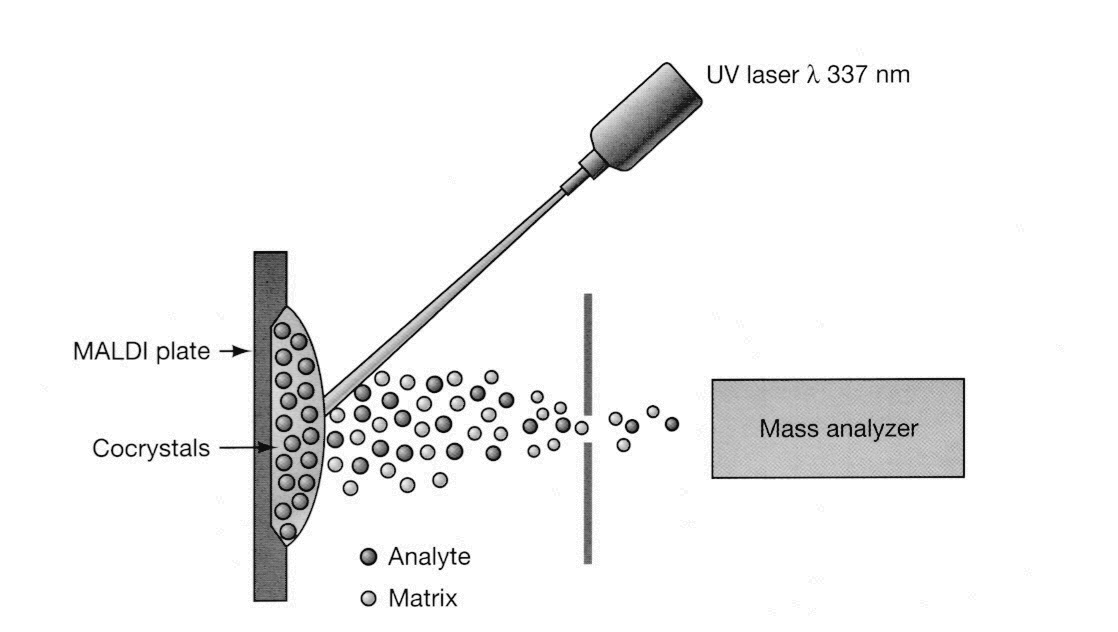 UV laser λ 337 nm
MALDI plate
Cocrystals
Mass analyzer
Analyte
Matrix